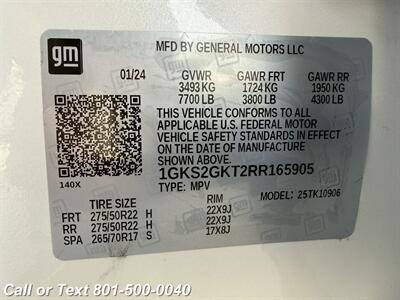 gm
MFD BY GENERAL MOTORS LLC
01/24 GVWR GAWR FRT GAWR RR
3493 KG 1724 KG 1950 KG
7700 LB 3800 LB 4300 LB
THIS VEHICLE CONFORMS TO ALL
APPLICABLE U.S. FEDERAL MOTOR
VEHICLE SAFETY STANDARDS IN EFFECT
ON THE DATE OF MANUFACTURE
SHOWN ABOVE.
1GKS2GKT2RR165905
140X TYPE: MPV MODEL: 25TK10906
TIRE SIZE RIM
FRT 275/50R22 H 22X9J
RR 275/50R22 H 22X9J
SPA 265/70R17 S 17X8J
Call or Text 801-500-0040